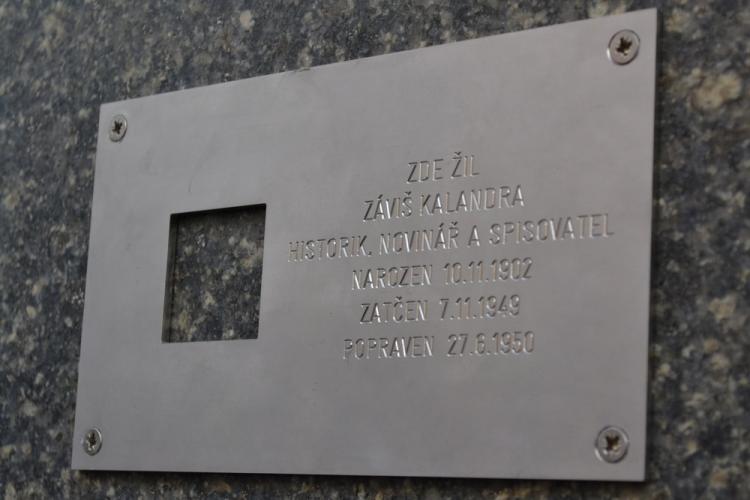 ZDE ŽIL
ZÁVIŠ KALANDRA
HISTORIK, NOVINÁŘ A SPISOVATEL
NAROZEN 10.11.1902
ZATČEN 7.11.1949
POPRAVEN 27.6.1950